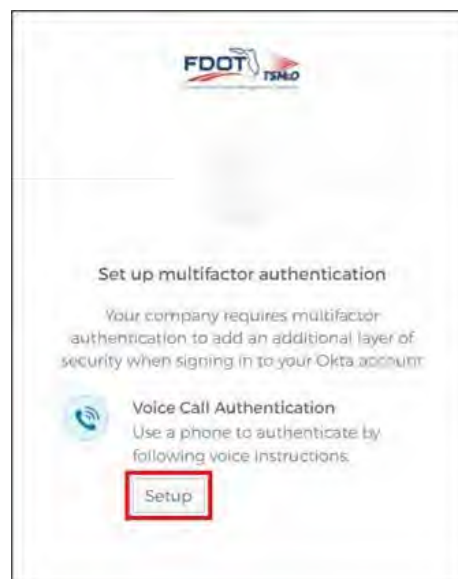 FDOT
TSM&O
Set up multifactor authentication
Your company requires multifactor
authentication to add an additional layer of
security when signing in to your Okta account
Voice Call Authentication
Use a phone to authenticate by
following voice instructions.
Setup